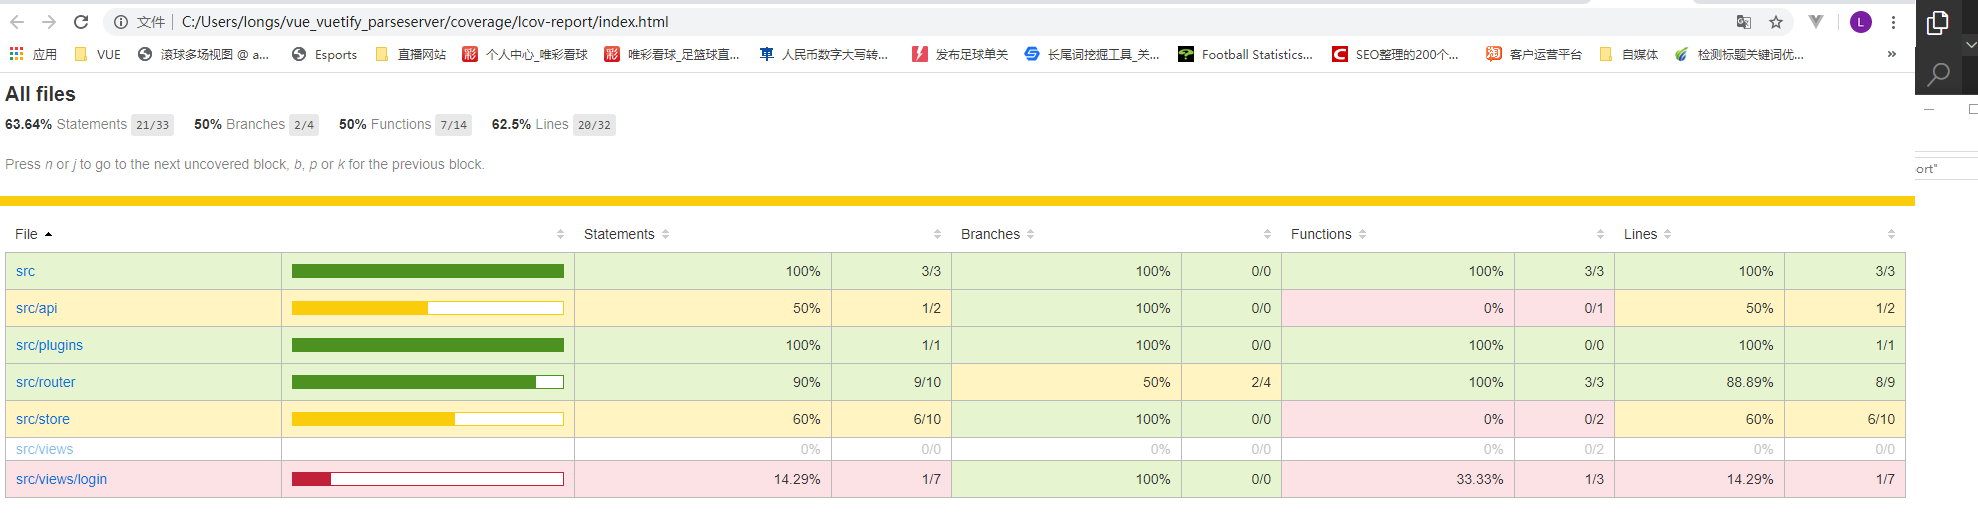 文件 C:/Users/longs/vue_vuetify_parseserver/coverage/lcov-report/index.html L
应用 VUE 滚球多场视图 @ a... Esports 直播网站 彩 个人中心_唯彩看球 彩 唯彩看球_足篮球直... 車 人民币数字大写转... 发布足球单关 长尾词挖掘工具_关... Football Statistics... SEO整理的200个... 淘 客户运营平台 自媒体 检测标题关键词优... »
All files
63.64% Statements 21/33 50% Branches 2/4 50% Functions 7/14 62.5% Lines 20/32
Press n or j to go to the next uncovered block, b, p or k for the previous block.
ort"
File Statements Branches Functions Lines
src 100% 3/3 100% 0/0 100% 3/3 100% 3/3
src/api 50% 1/2 100% 0/0 0% 0/1 50% 1/2
src/plugins 100% 1/1 100% 0/0 100% 0/0 100% 1/1
src/router 90% 9/10 50% 2/4 100% 3/3 88.89% 8/9
src/store 60% 6/10 100% 0/0 0% 0/2 60% 6/10
src/views 0% 0/0 0% 0/0 0% 0/2 0% 0/0
src/views/login 14.29% 1/7 100% 0/0 33.33% 1/3 14.29% 1/7